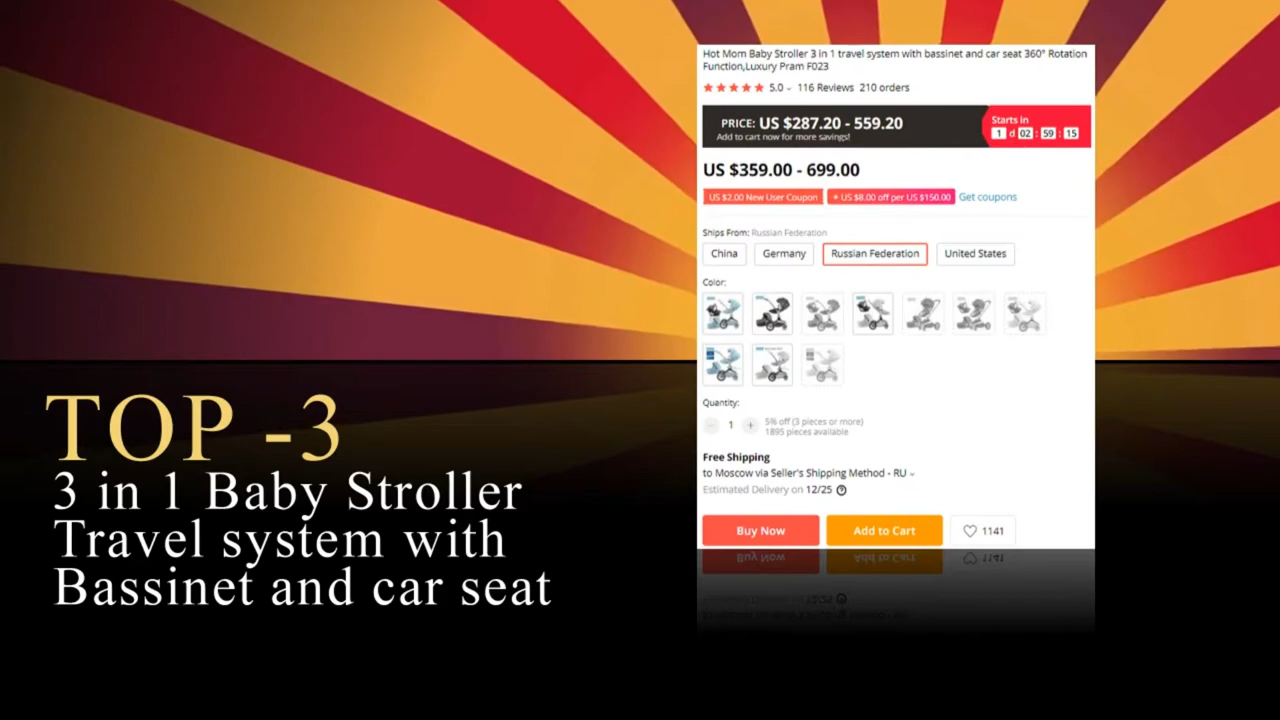 Hot Mom Baby Stroller 3 in 1 travel system with bassinet and car seat 360° Rotation
Function,Luxury Pram F023
5.0 116 Reviews 210 orders
PRICE: US $287.20 - 559.20
Add to cart now for more savings!
Starts in
1 d 02 : 59 : 15
US $359.00 - 699.00
US $2.00 New User Coupon + US $8.00 off per US $150.00 Get coupons
Ships From: Russian Federation
China Germany Russian Federation United States
Color:
Quantity:
1 5% off (3 pieces or more)
1895 pieces available
Free Shipping
to Moscow via Seller's Shipping Method - RU
Estimated Delivery on 12/25
Buy Now Add to Cart 1141
TOP -3
3 in 1 Baby Stroller
Travel system with
Bassinet and car seat